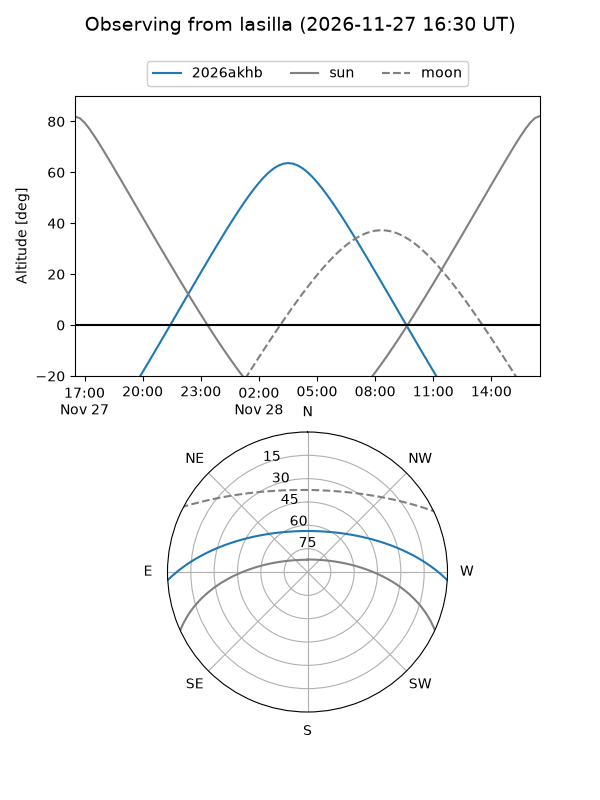 Observing from lasilla (2026-11-27 16:30 UT)
2026akhb sun moon
Altitude [deg]
80
60
40
20
0
−20
17:00 20:00 23:00 02:00 05:00 08:00 11:00 14:00
Nov 27 Nov 28
N
NE NW
15
30
45
60
75
E W
SE SW
S